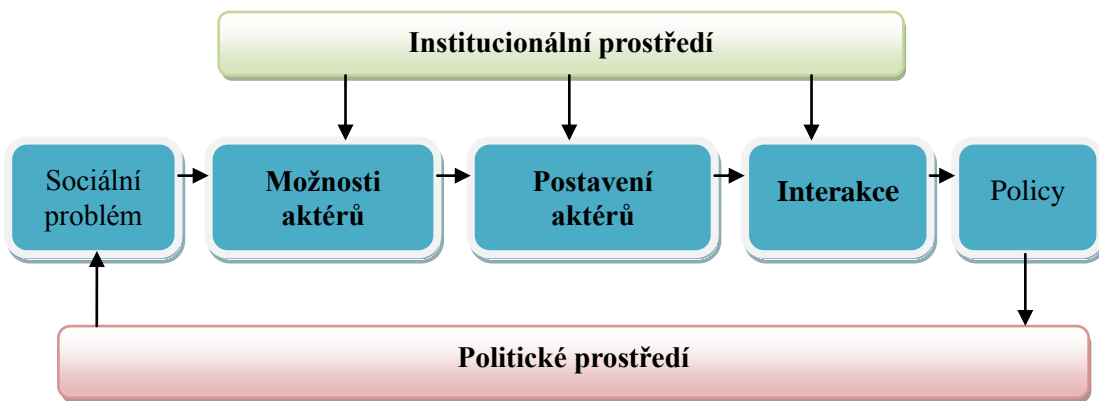 Institucionální prostředí
Sociální
problém
Možnosti
aktérů
Postavení
aktérů
Interakce
Policy
Politické prostředí